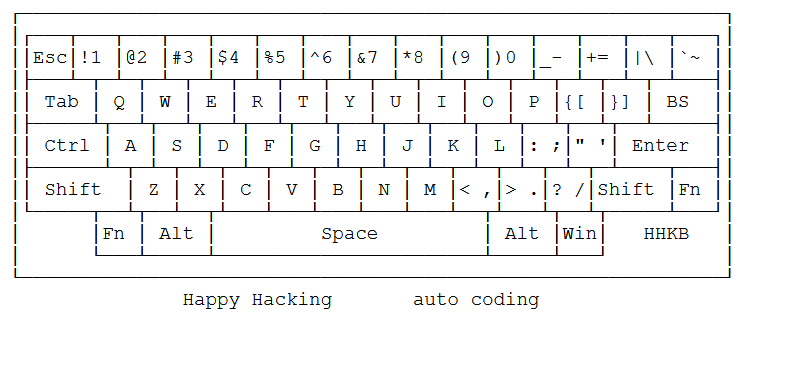 Esc !1 @2 #3 $4 %5 ^6 &7 *8 (9 )0 _- += |\ `~
Tab Q W E R T Y U I O P {[ }] BS
Ctrl A S D F G H J K L : ; " ' Enter
Shift Z X C V B N M < , > . ? / Shift Fn
Fn Alt Space Alt Win HHKB
Happy Hacking auto coding